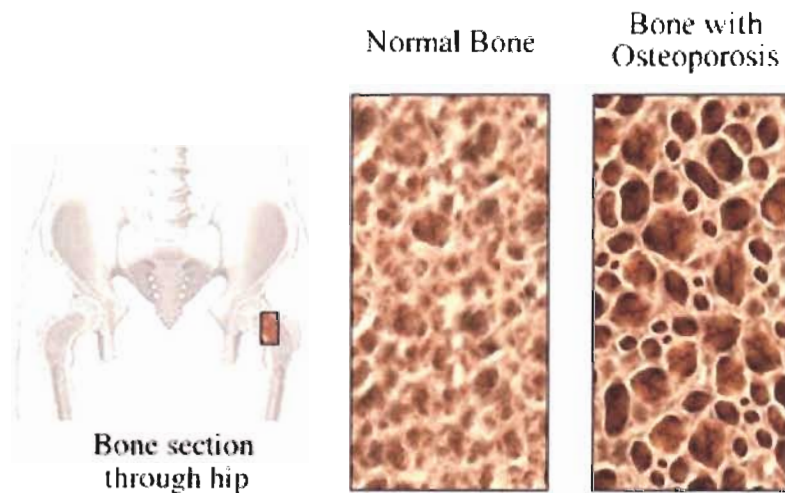 Normal Bone
Bone with
Osteoporosis
Bone section
through hip